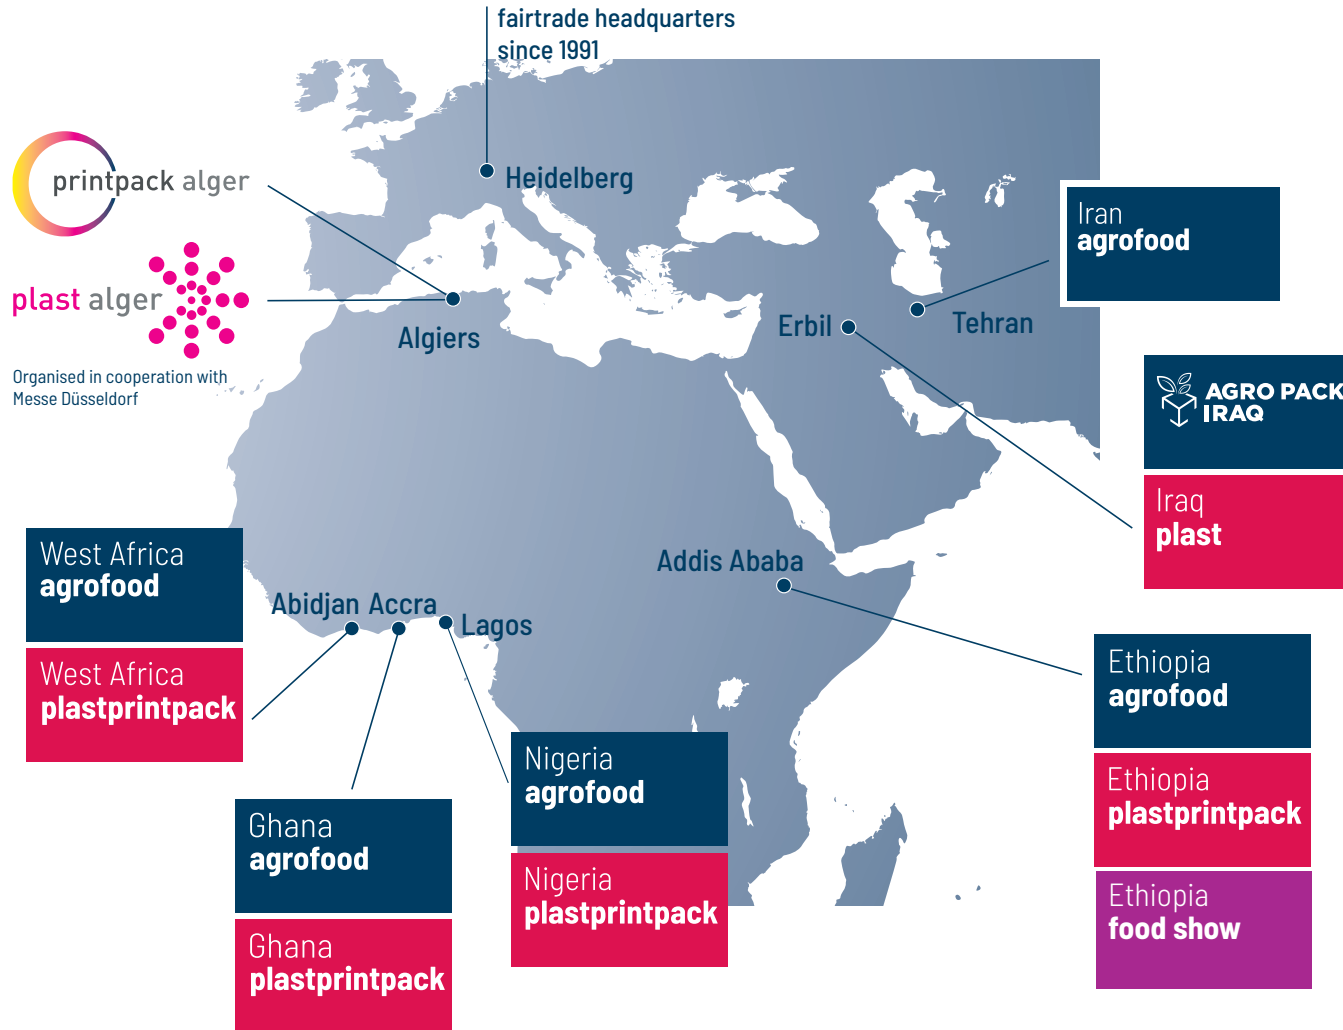 fairtrade headquarters
since 1991
Heidelberg
printpack alger
plast alger
Organised in cooperation with
Messe Düsseldorf
Algiers
Erbil
Tehran
Iran
agrofood
AGRO PACK
IRAQ
Iraq
plast
West Africa
agrofood
West Africa
plastprintpack
Abidjan
Accra
Lagos
Addis Ababa
Ethiopia
agrofood
Ethiopia
plastprintpack
Ethiopia
food show
Nigeria
agrofood
Nigeria
plastprintpack
Ghana
agrofood
Ghana
plastprintpack